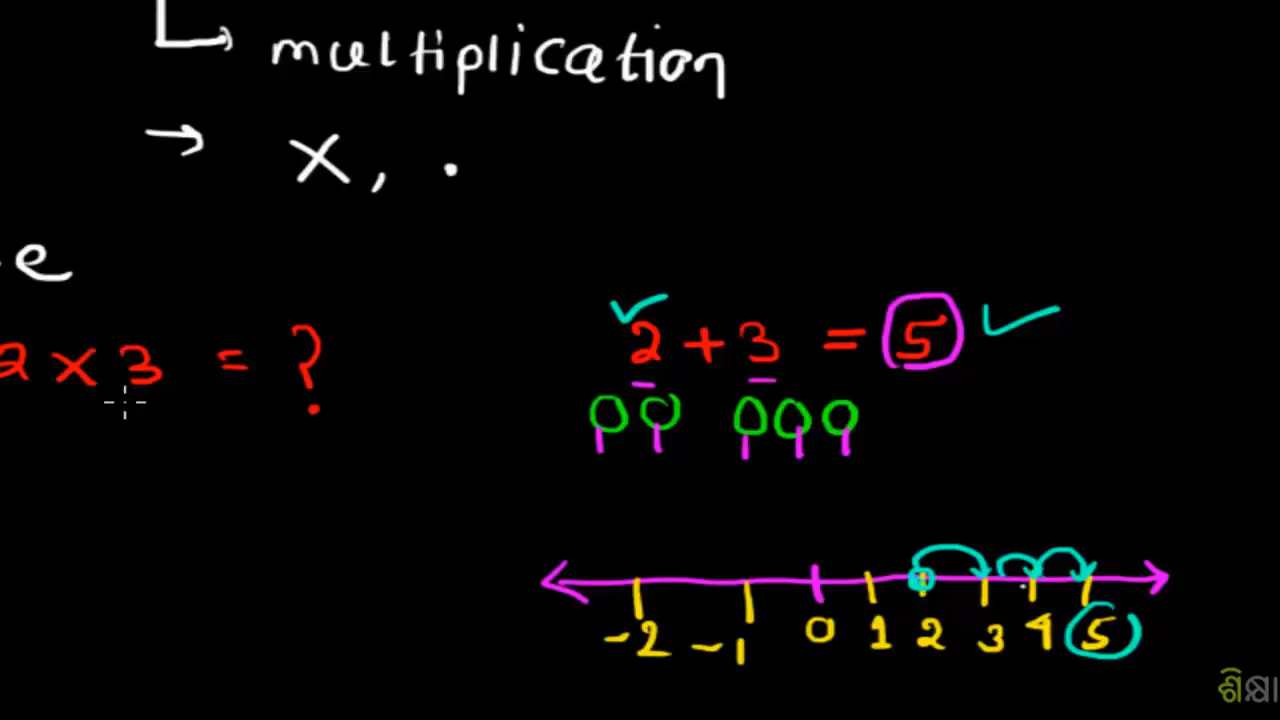 multiplication
→ x, .
e
2 x 3 = ?
2 + 3 = 5
-2 -1 0 1 2 3 4 5
ଶିକ୍ଷା